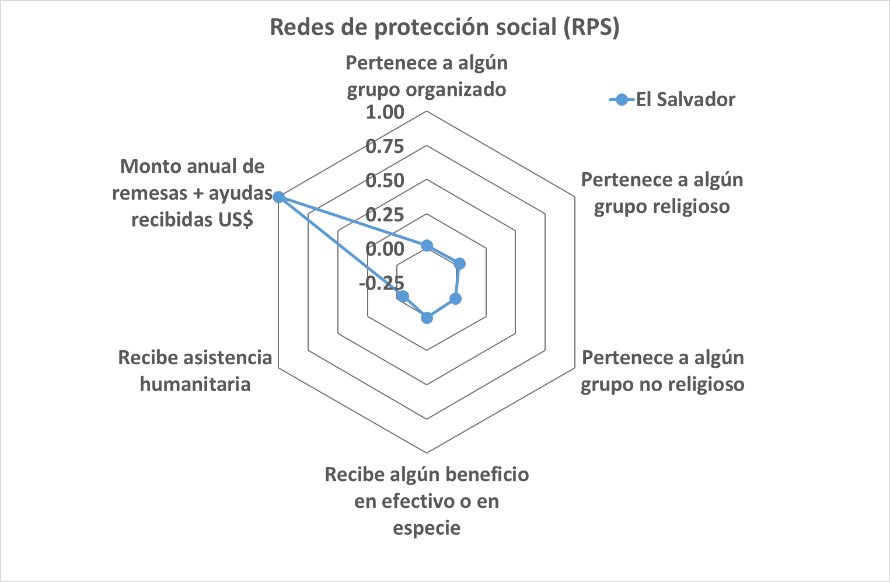 Redes de protección social (RPS)
Pertenece a algún
grupo organizado
El Salvador
1.00
0.75
0.50
0.25
0.00
-0.25
Monto anual de
remesas + ayudas
recibidas US$
Pertenece a algún
grupo religioso
Recibe asistencia
humanitaria
Pertenece a algún
grupo no religioso
Recibe algún beneficio
en efectivo o en
especie